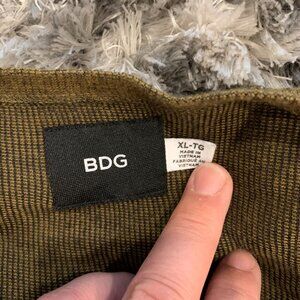 BDG
XL-TG
MADE IN
VIETNAM
FABRIQUÉ AU
VIETNAM